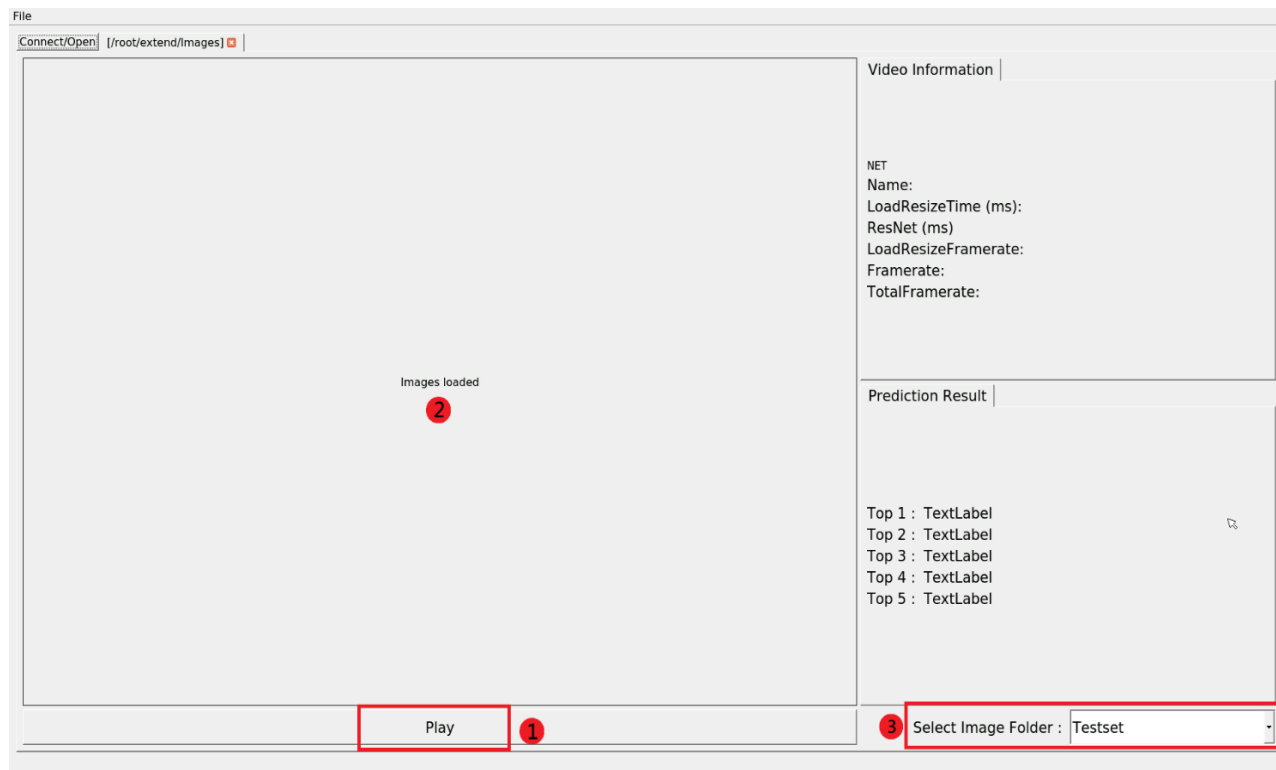 File
Connect/Open [/root/extend/Images]
Video Information
NET
Name:
LoadResizeTime (ms):
ResNet (ms)
LoadResizeFramerate:
Framerate:
TotalFramerate:
Images loaded
2
Prediction Result
Top 1 : TextLabel
Top 2 : TextLabel
Top 3 : TextLabel
Top 4 : TextLabel
Top 5 : TextLabel
Play 1
3 Select Image Folder : Testset